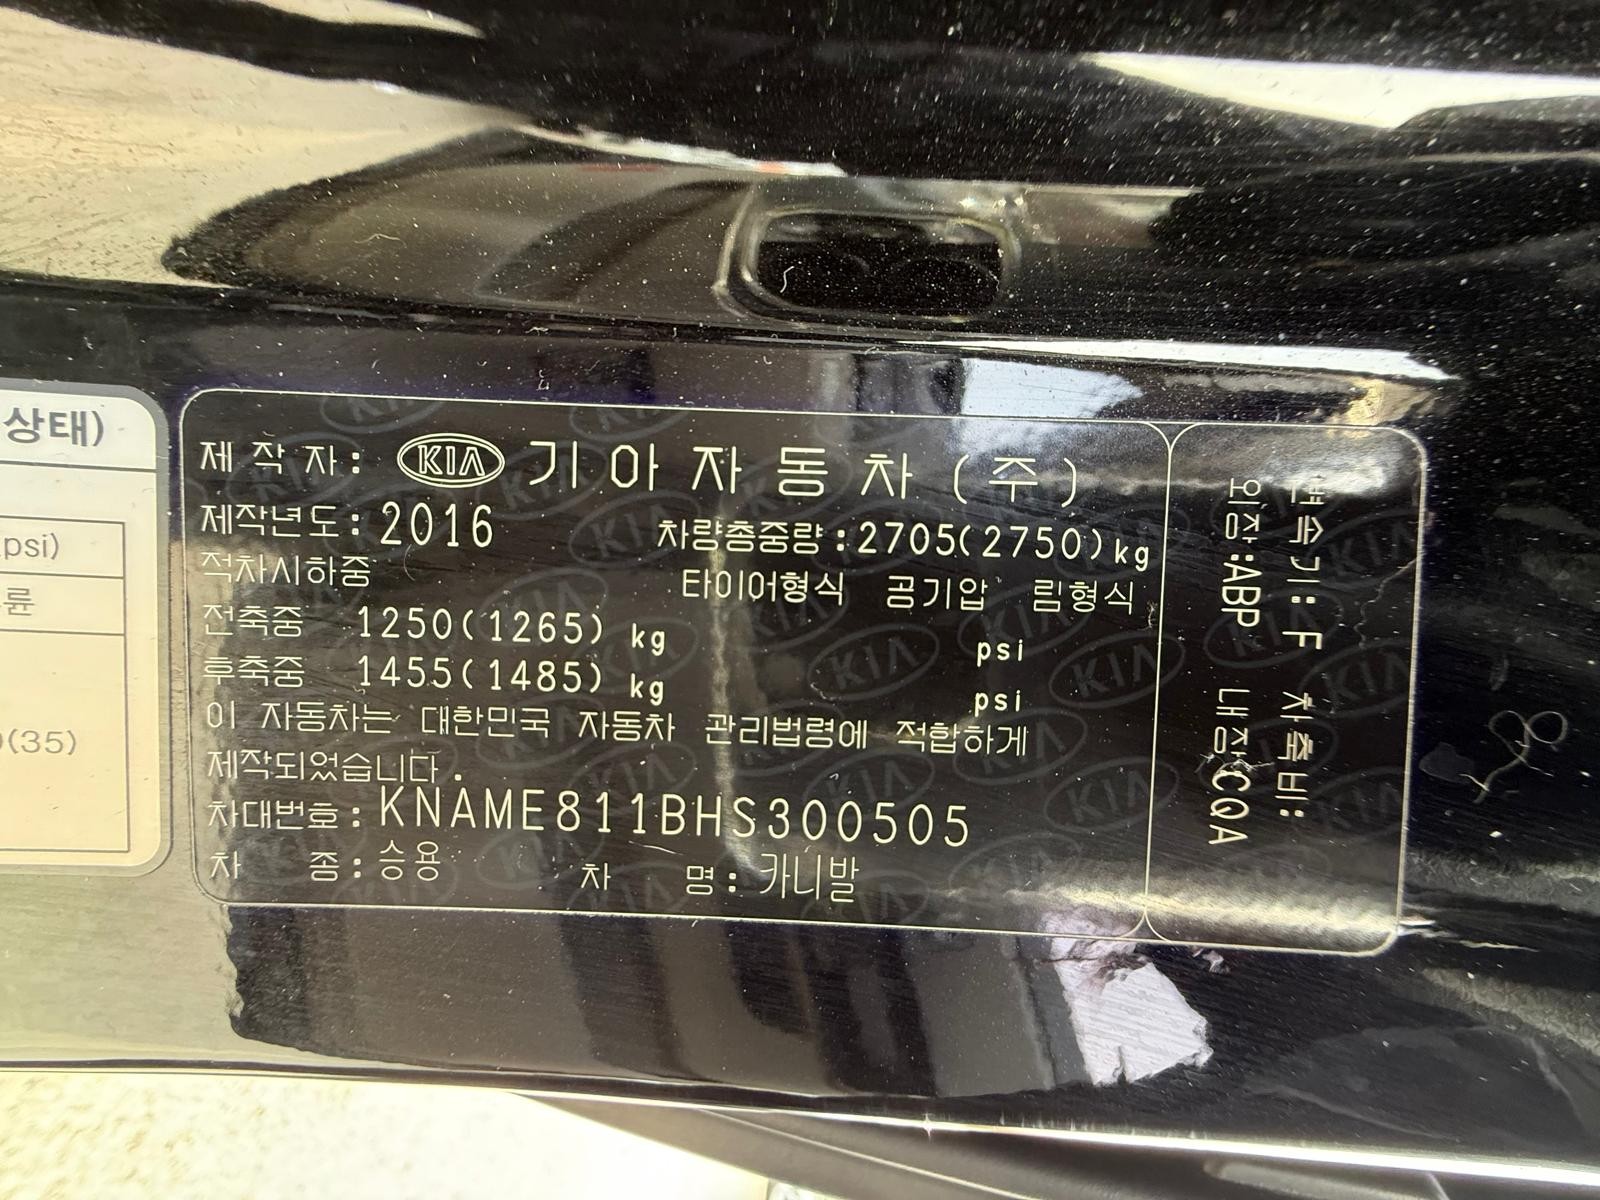 상태)
psi)
륜
(35)
제 작 자: KIA 기 아 자 동 차 (주)
제작년도: 2016 차량총중량:2705(2750)kg
적차시하중 타이어형식 공기압 림형식
전축중 1250(1265) kg psi
후축중 1455(1485) kg psi
이 자동차는 대한민국 자동차 관리법령에 적합하게
제작되었습니다.
차대번호: KNAME811BHS300505
차 종:승용 차 명: 카니발
변속기:F 차축비:
외장:ABP 내장:CQA